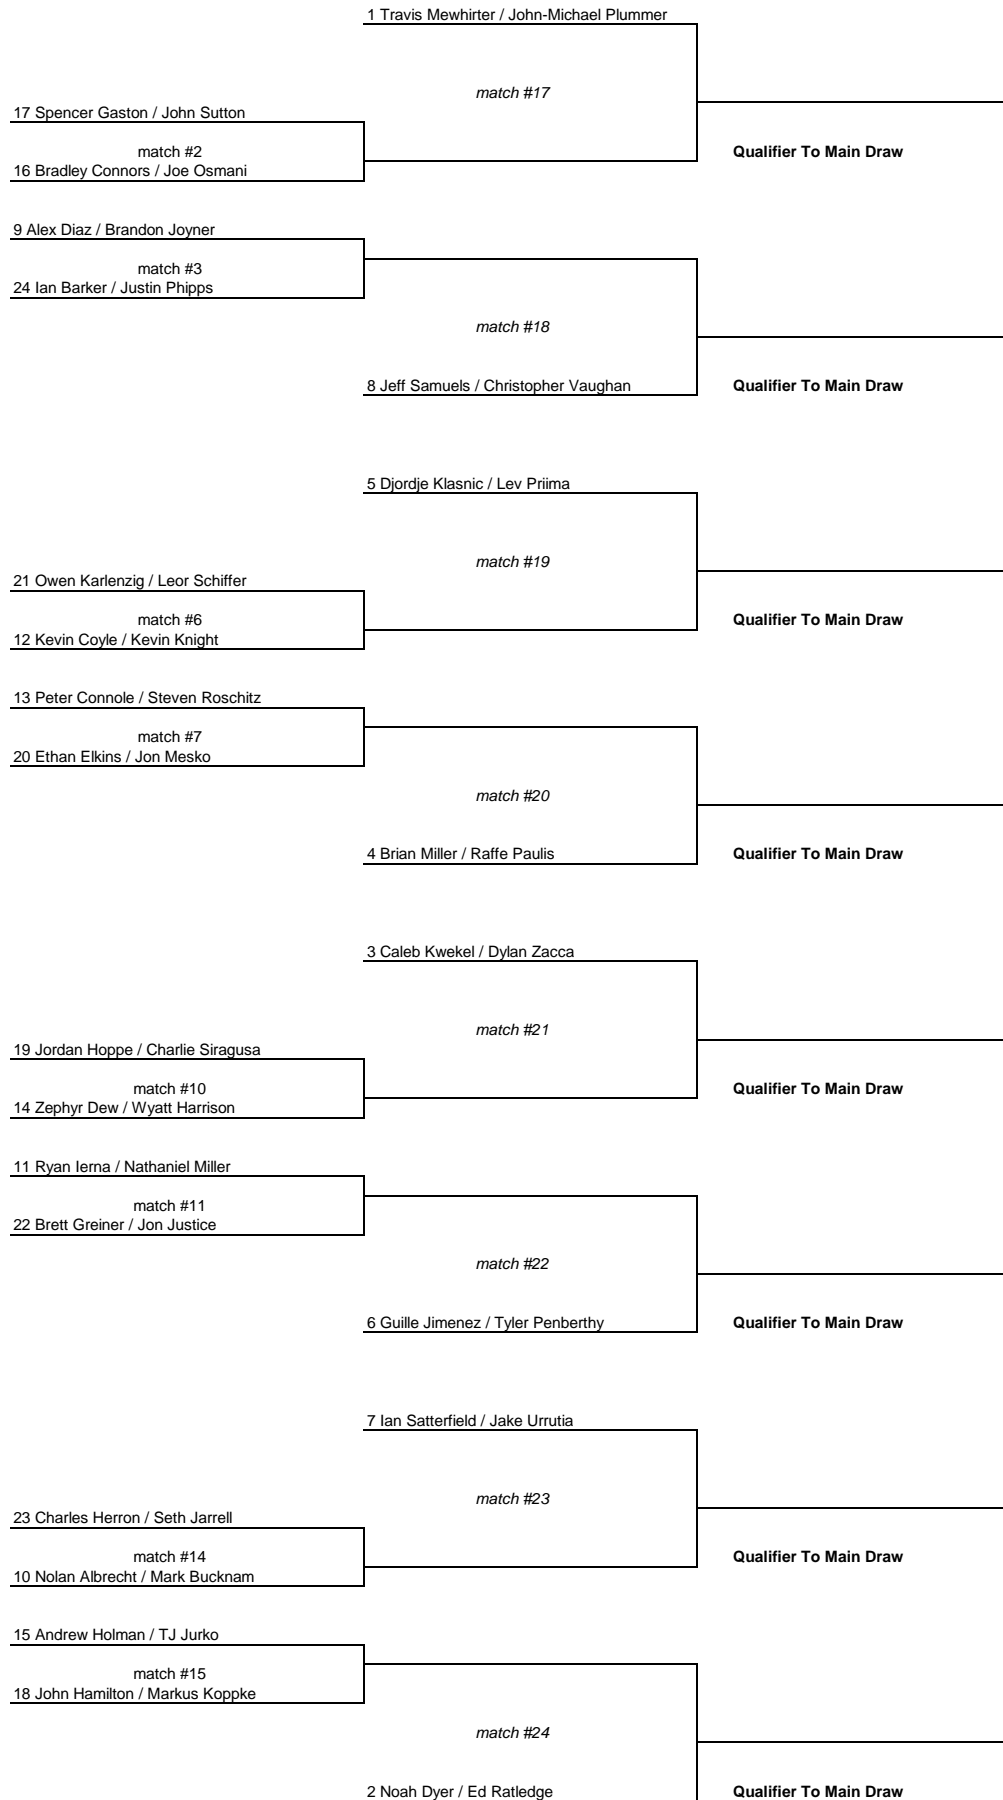 1 Travis Mewhirter / John-Michael Plummer
match #17
17 Spencer Gaston / John Sutton
match #2
Qualifier To Main Draw
16 Bradley Connors / Joe Osmani
9 Alex Diaz / Brandon Joyner
match #3
24 Ian Barker / Justin Phipps
match #18
8 Jeff Samuels / Christopher Vaughan
Qualifier To Main Draw
5 Djordje Klasnic / Lev Priima
match #19
21 Owen Karlenzig / Leor Schiffer
match #6
Qualifier To Main Draw
12 Kevin Coyle / Kevin Knight
13 Peter Connole / Steven Roschitz
match #7
20 Ethan Elkins / Jon Mesko
match #20
4 Brian Miller / Raffe Paulis
Qualifier To Main Draw
3 Caleb Kwekel / Dylan Zacca
match #21
19 Jordan Hoppe / Charlie Siragusa
match #10
Qualifier To Main Draw
14 Zephyr Dew / Wyatt Harrison
11 Ryan Ierna / Nathaniel Miller
match #11
22 Brett Greiner / Jon Justice
match #22
6 Guille Jimenez / Tyler Penberthy
Qualifier To Main Draw
7 Ian Satterfield / Jake Urrutia
match #23
23 Charles Herron / Seth Jarrell
match #14
Qualifier To Main Draw
10 Nolan Albrecht / Mark Bucknam
15 Andrew Holman / TJ Jurko
match #15
18 John Hamilton / Markus Koppke
match #24
2 Noah Dyer / Ed Ratledge
Qualifier To Main Draw